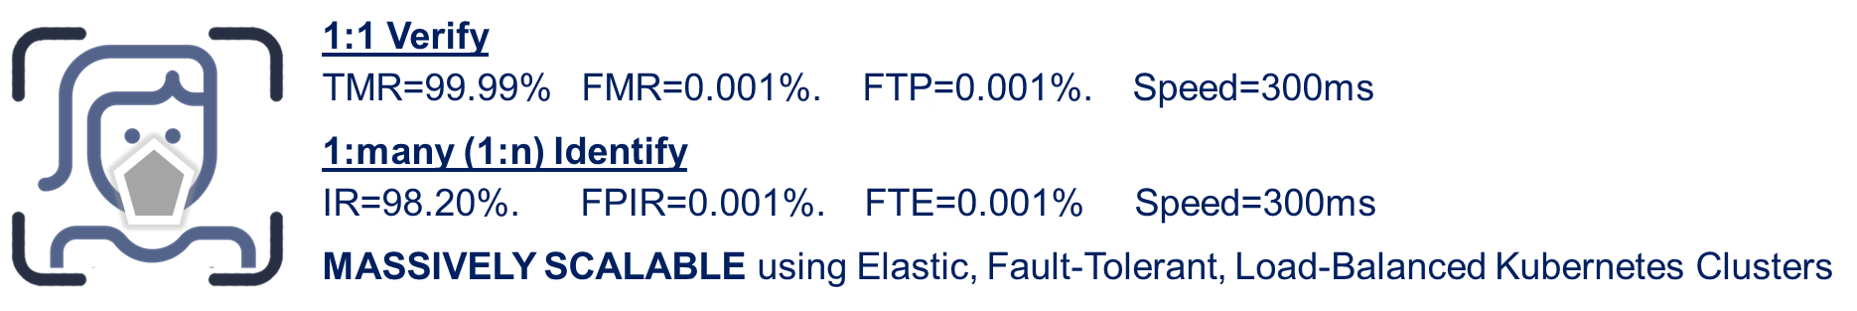 1:1 Verify
TMR=99.99% FMR=0.001%. FTP=0.001%. Speed=300ms
1:many (1:n) Identify
IR=98.20%. FPIR=0.001%. FTE=0.001% Speed=300ms
MASSIVELY SCALABLE using Elastic, Fault-Tolerant, Load-Balanced Kubernetes Clusters